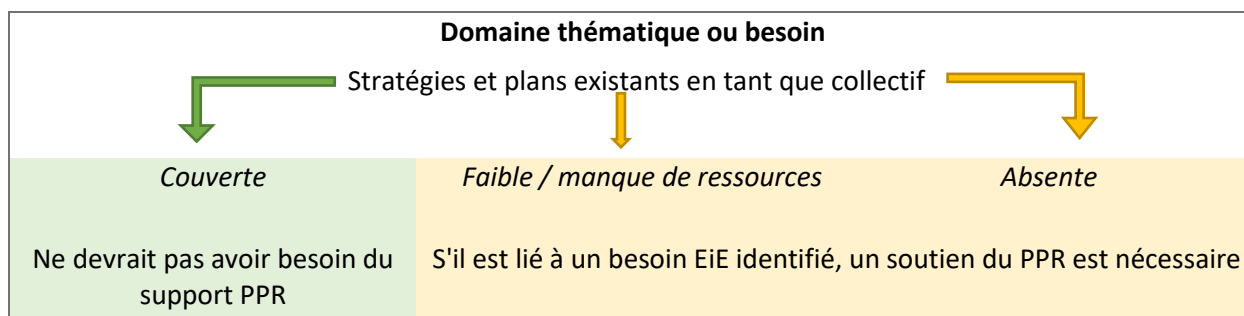 Domaine thématique ou besoin
Stratégies et plans existants en tant que collectif
Couverte
Faible / manque de ressources
Absente
Ne devrait pas avoir besoin du
support PPR
S'il est lié à un besoin EiE identifié, un soutien du PPR est nécessaire